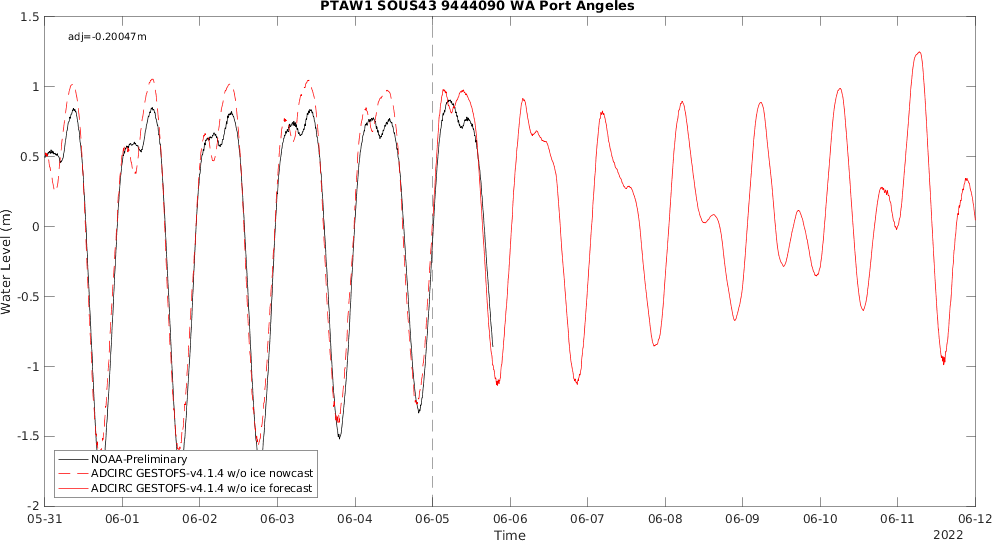 PTAW1 SOUS43 9444090 WA Port Angeles
adj=-0.20047m
1.5
1
0.5
0
-0.5
-1
-1.5
-2
Water Level (m)
NOAA-Preliminary
ADCIRC GESTOFS-v4.1.4 w/o ice nowcast
ADCIRC GESTOFS-v4.1.4 w/o ice forecast
05-31 06-01 06-02 06-03 06-04 06-05 06-06 06-07 06-08 06-09 06-10 06-11 06-12
Time
2022